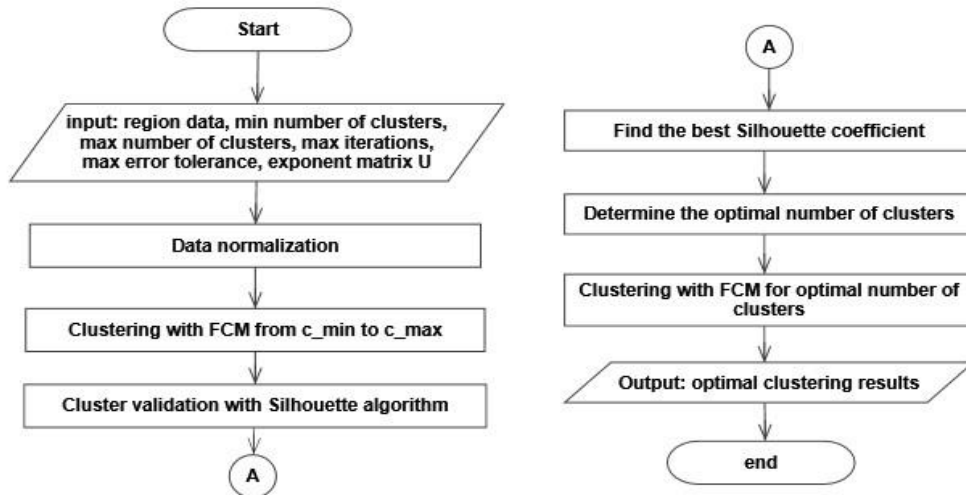 Start
input: region data, min number of clusters,
max number of clusters, max iterations,
max error tolerance, exponent matrix U
Data normalization
Clustering with FCM from c_min to c_max
Cluster validation with Silhouette algorithm
A
A
Find the best Silhouette coefficient
Determine the optimal number of clusters
Clustering with FCM for optimal number of
clusters
Output: optimal clustering results
end